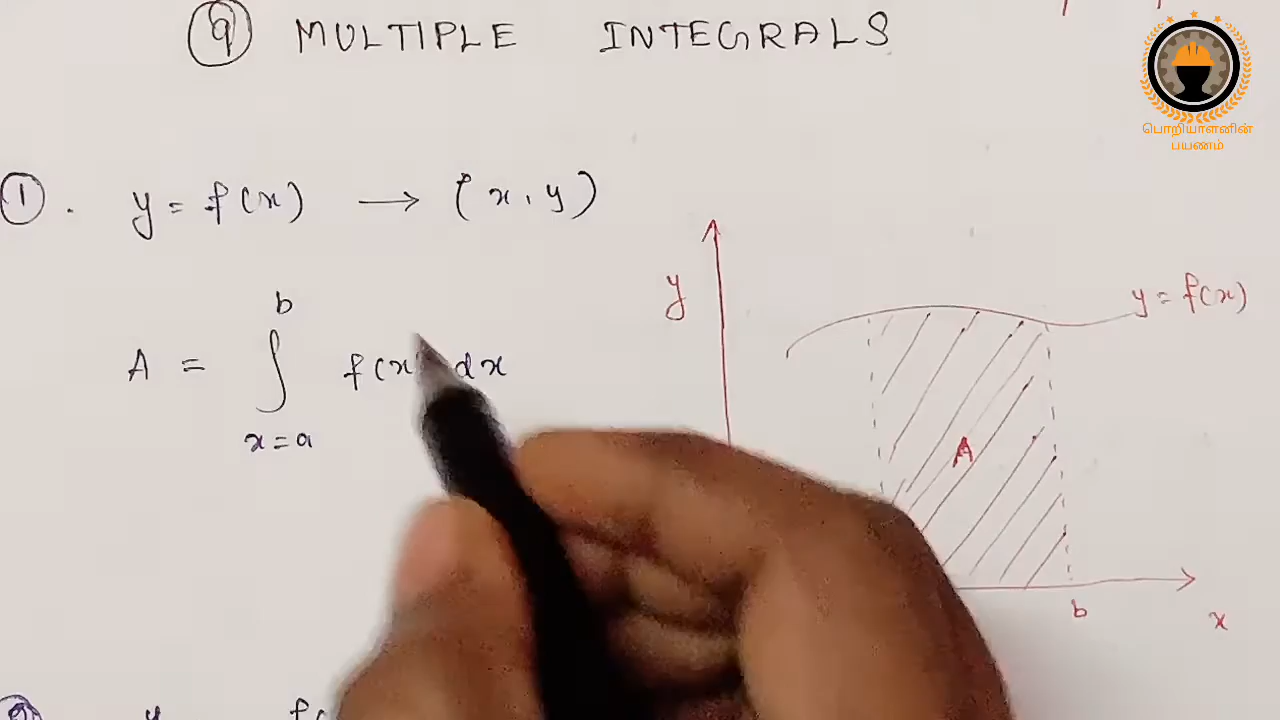 9 MULTIPLE INTEGRALS
பொறியாளனின்
பயணம்
1. y = f(x) → (x, y)
A = ∫ b x=a f(x) dx
y
y = f(x)
A
b
x